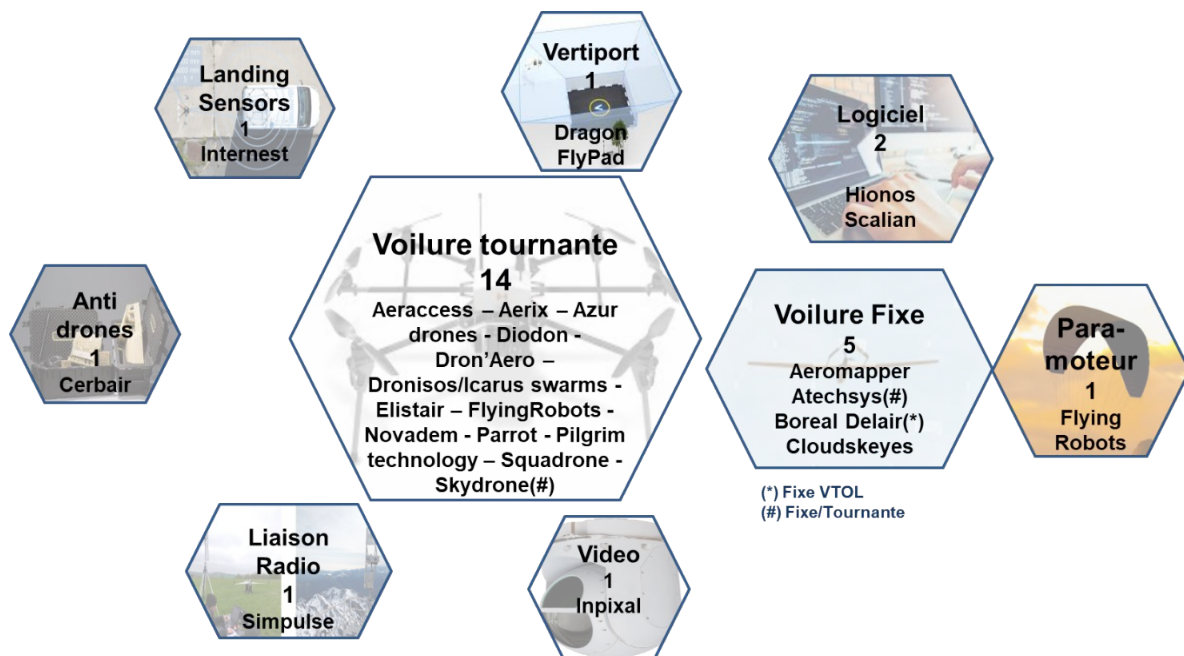 Landing
Sensors
1
Internest
Vertiport
1
Dragon
FlyPad
Logiciel
2
Hionos
Scalian
Anti
drones
1
Cerbair
Voilure tournante
14
Aeraccess – Aerix – Azur
drones - Diodon -
Dron’Aero –
Dronisos/Icarus swarms -
Elistair – FlyingRobots -
Novadem - Parrot - Pilgrim
technology – Squadrone -
Skydrone(#)
Voilure Fixe
5
Aeromapper
Atechsys(#)
Boreal Delair(*)
Cloudskeyes
Para-
moteur
1
Flying
Robots
(*) Fixe VTOL
(#) Fixe/Tournante
Liaison
Radio
1
Simpulse
Video
1
Inpixal